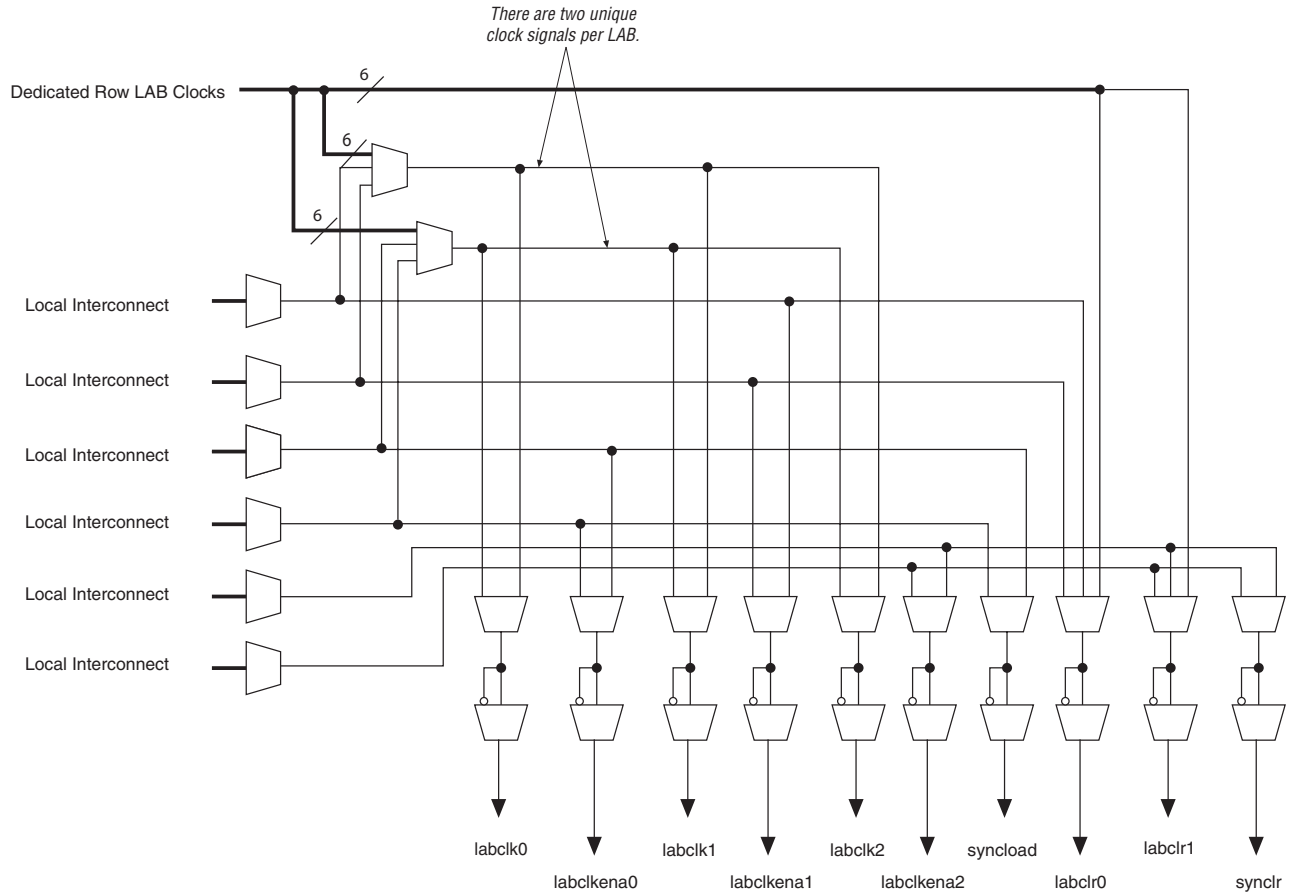 There are two unique
clock signals per LAB.
6
Dedicated Row LAB Clocks
6
6
Local Interconnect
Local Interconnect
Local Interconnect
Local Interconnect
Local Interconnect
Local Interconnect
labclk0
labclk1
labclk2
syncload
labclr1
labclkena0
labclkena1
labclkena2
labclr0
synclr